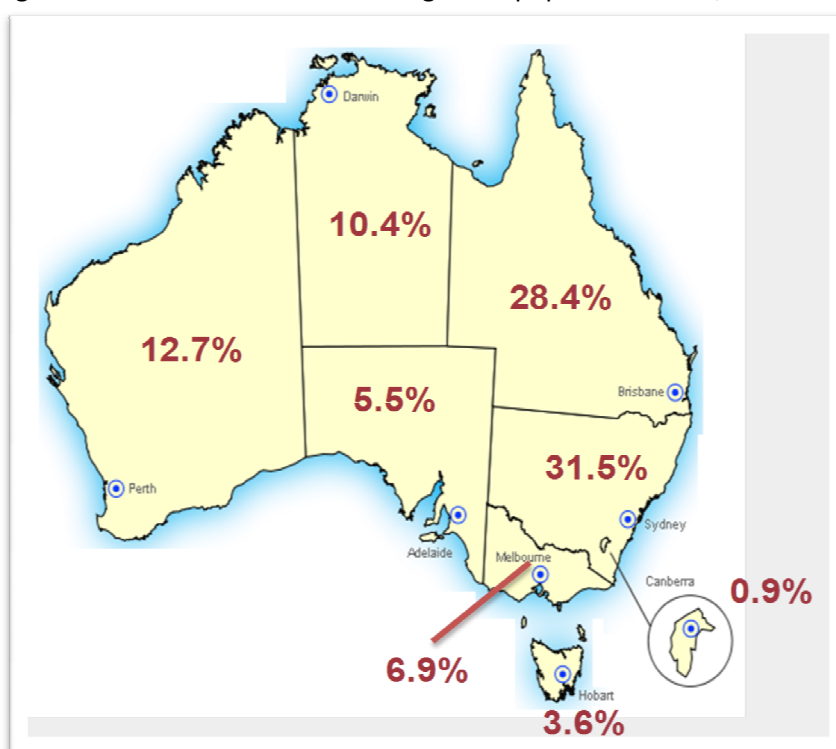 Darwin
10.4%
28.4%
12.7%
5.5%
Brisbane
31.5%
Perth
Sydney
Adelaide
Melbourne
Canberra
0.9%
6.9%
Hobart
3.6%